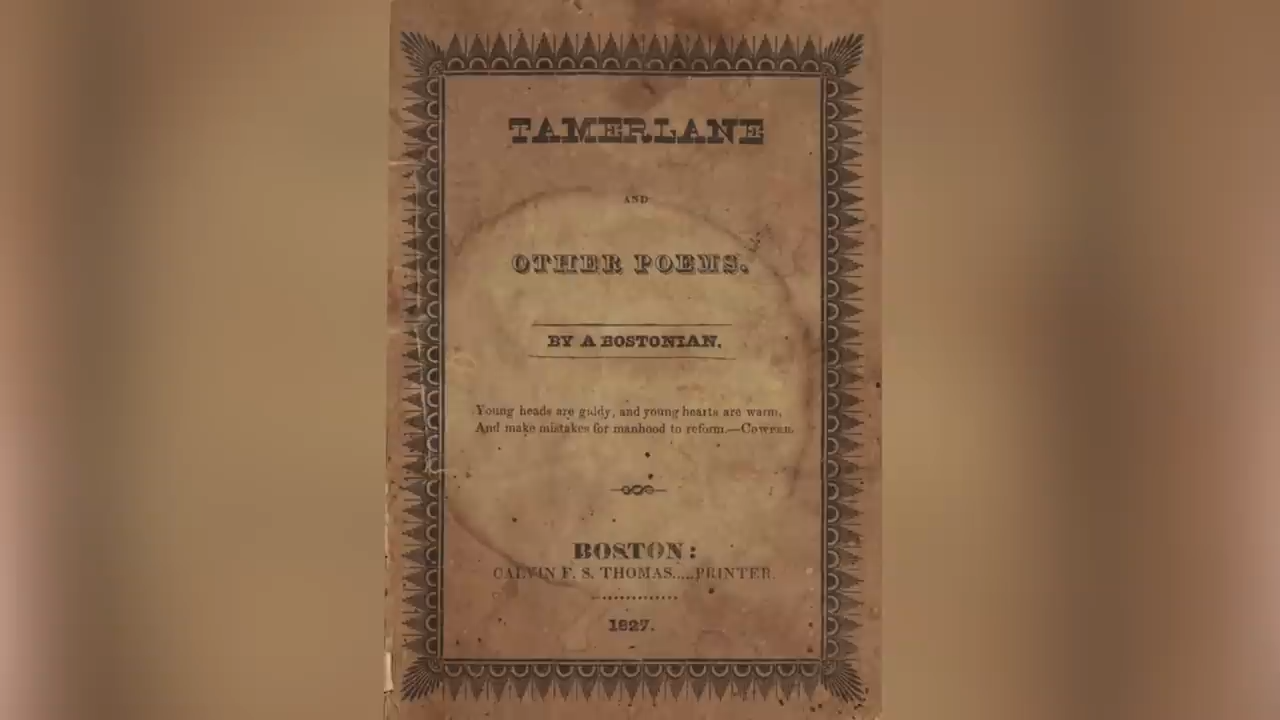 TAMERLANE
AND
OTHER POEMS.
BY A BOSTONIAN.
Young heads are giddy, and young hearts are warm,
And make mistakes for manhood to reform.—COWPER.
BOSTON:
CALVIN F. S. THOMAS.....PRINTER.
1827.